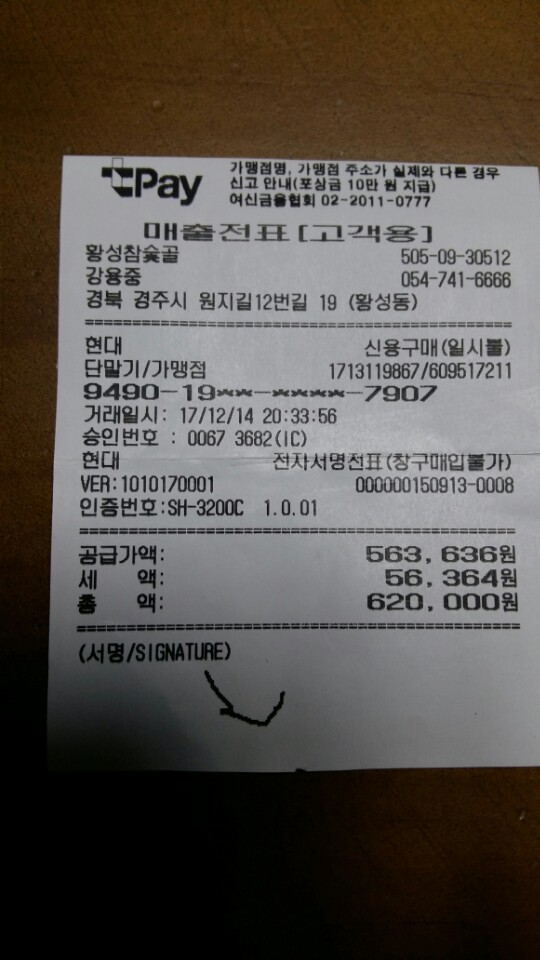 tPay
가맹점명, 가맹점 주소가 실제와 다른 경우
신고 안내(포상금 10만 원 지급)
여신금융협회 02-2011-0777
매출전표[고객용]
황성참숯골 505-09-30512
강용중 054-741-6666
경북 경주시 원지길12번길 19 (황성동)
현대 신용구매(일시불)
단말기/가맹점 1713119867/609517211
9490-19**-****-7907
거래일시: 17/12/14 20:33:56
승인번호 : 0067 3682(IC)
현대 전자서명전표(창구매입불가)
VER:1010170001 000000150913-0008
인증번호:SH-3200C 1.0.01
공급가액: 563,636원
세 액: 56,364원
총 액: 620,000원
(서명/SIGNATURE)